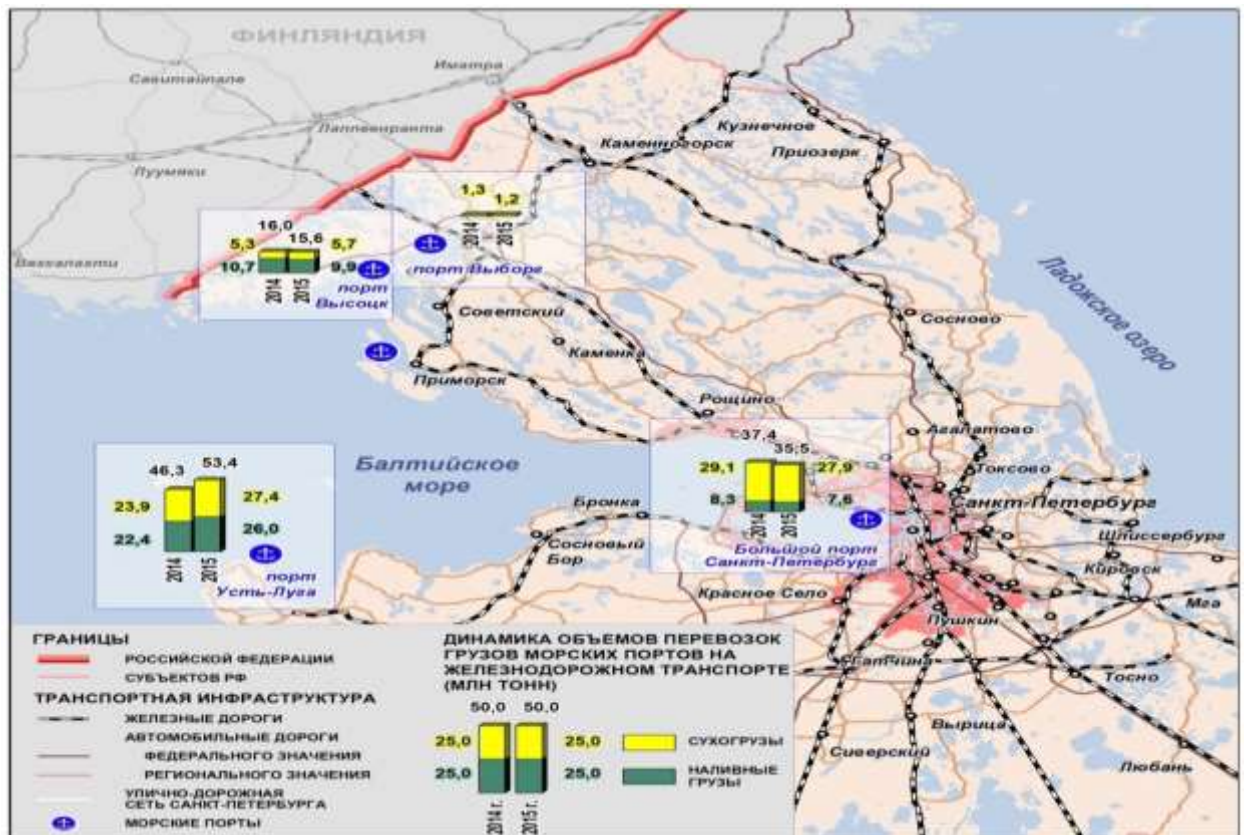 ФИНЛЯНДИЯ
Иматра
Савитайпале
Лаппеенранта
Луумяки
Ваахалахти
Кузнечное
Каменногорск
Приозерк
1,3
1,2
2014
2015
порт Выборг
16,0
5,3
15,6
5,7
10,7
9,9
2014
2015
порт
Высоцк
Советский
Каменка
Приморск
Рощино
Сосново
Ладожское озеро
Агалатово
Токсово
Санкт-Петербург
Шлиссербург
Кировск
Мга
37,4
35,5
29,1
27,9
8,3
7,6
2014
2015
Большой порт
Санкт-Петербург
Балтийское
море
Бронка
Сосновый
Бор
46,3
53,4
23,9
27,4
22,4
26,0
2014
2015
порт
Усть-Луга
Красное Село
Пушкин
Гатчина
Тосно
Вырица
Сиверский
Любань
ГРАНИЦЫ
РОССИЙСКОЙ ФЕДЕРАЦИИ
СУБЪЕКТОВ РФ
ТРАНСПОРТНАЯ ИНФРАСТРУКТУРА
ЖЕЛЕЗНЫЕ ДОРОГИ
АВТОМОБИЛЬНЫЕ ДОРОГИ
ФЕДЕРАЛЬНОГО ЗНАЧЕНИЯ
РЕГИОНАЛЬНОГО ЗНАЧЕНИЯ
УЛИЧНО-ДОРОЖНАЯ
СЕТЬ САНКТ-ПЕТЕРБУРГА
МОРСКИЕ ПОРТЫ
ДИНАМИКА ОБЪЕМОВ ПЕРЕВОЗОК
ГРУЗОВ МОРСКИХ ПОРТОВ НА
ЖЕЛЕЗНОДОРОЖНОМ ТРАНСПОРТЕ
(МЛН ТОНН)
50,0
50,0
25,0
25,0
СУХОГРУЗЫ
25,0
25,0
НАЛИВНЫЕ
ГРУЗЫ
2014 г.
2015 г.